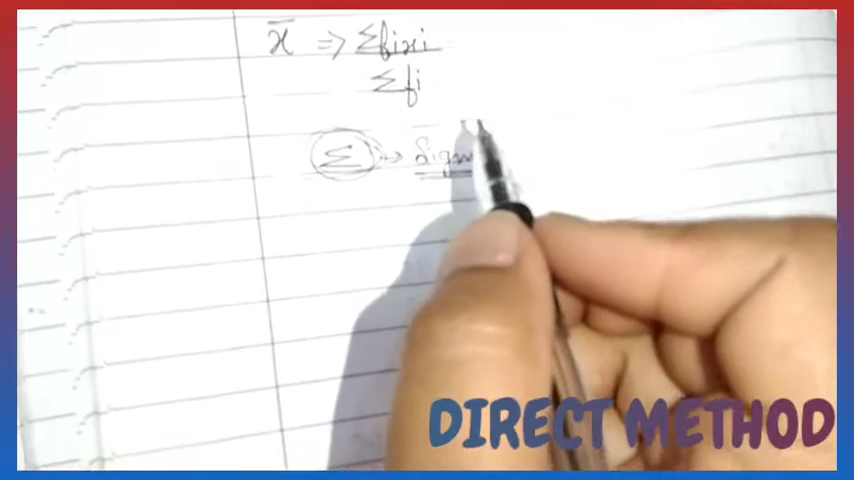 x̄ ⇒ Σfixi
Σfi
Σ → Sigm
DIRECT METHOD